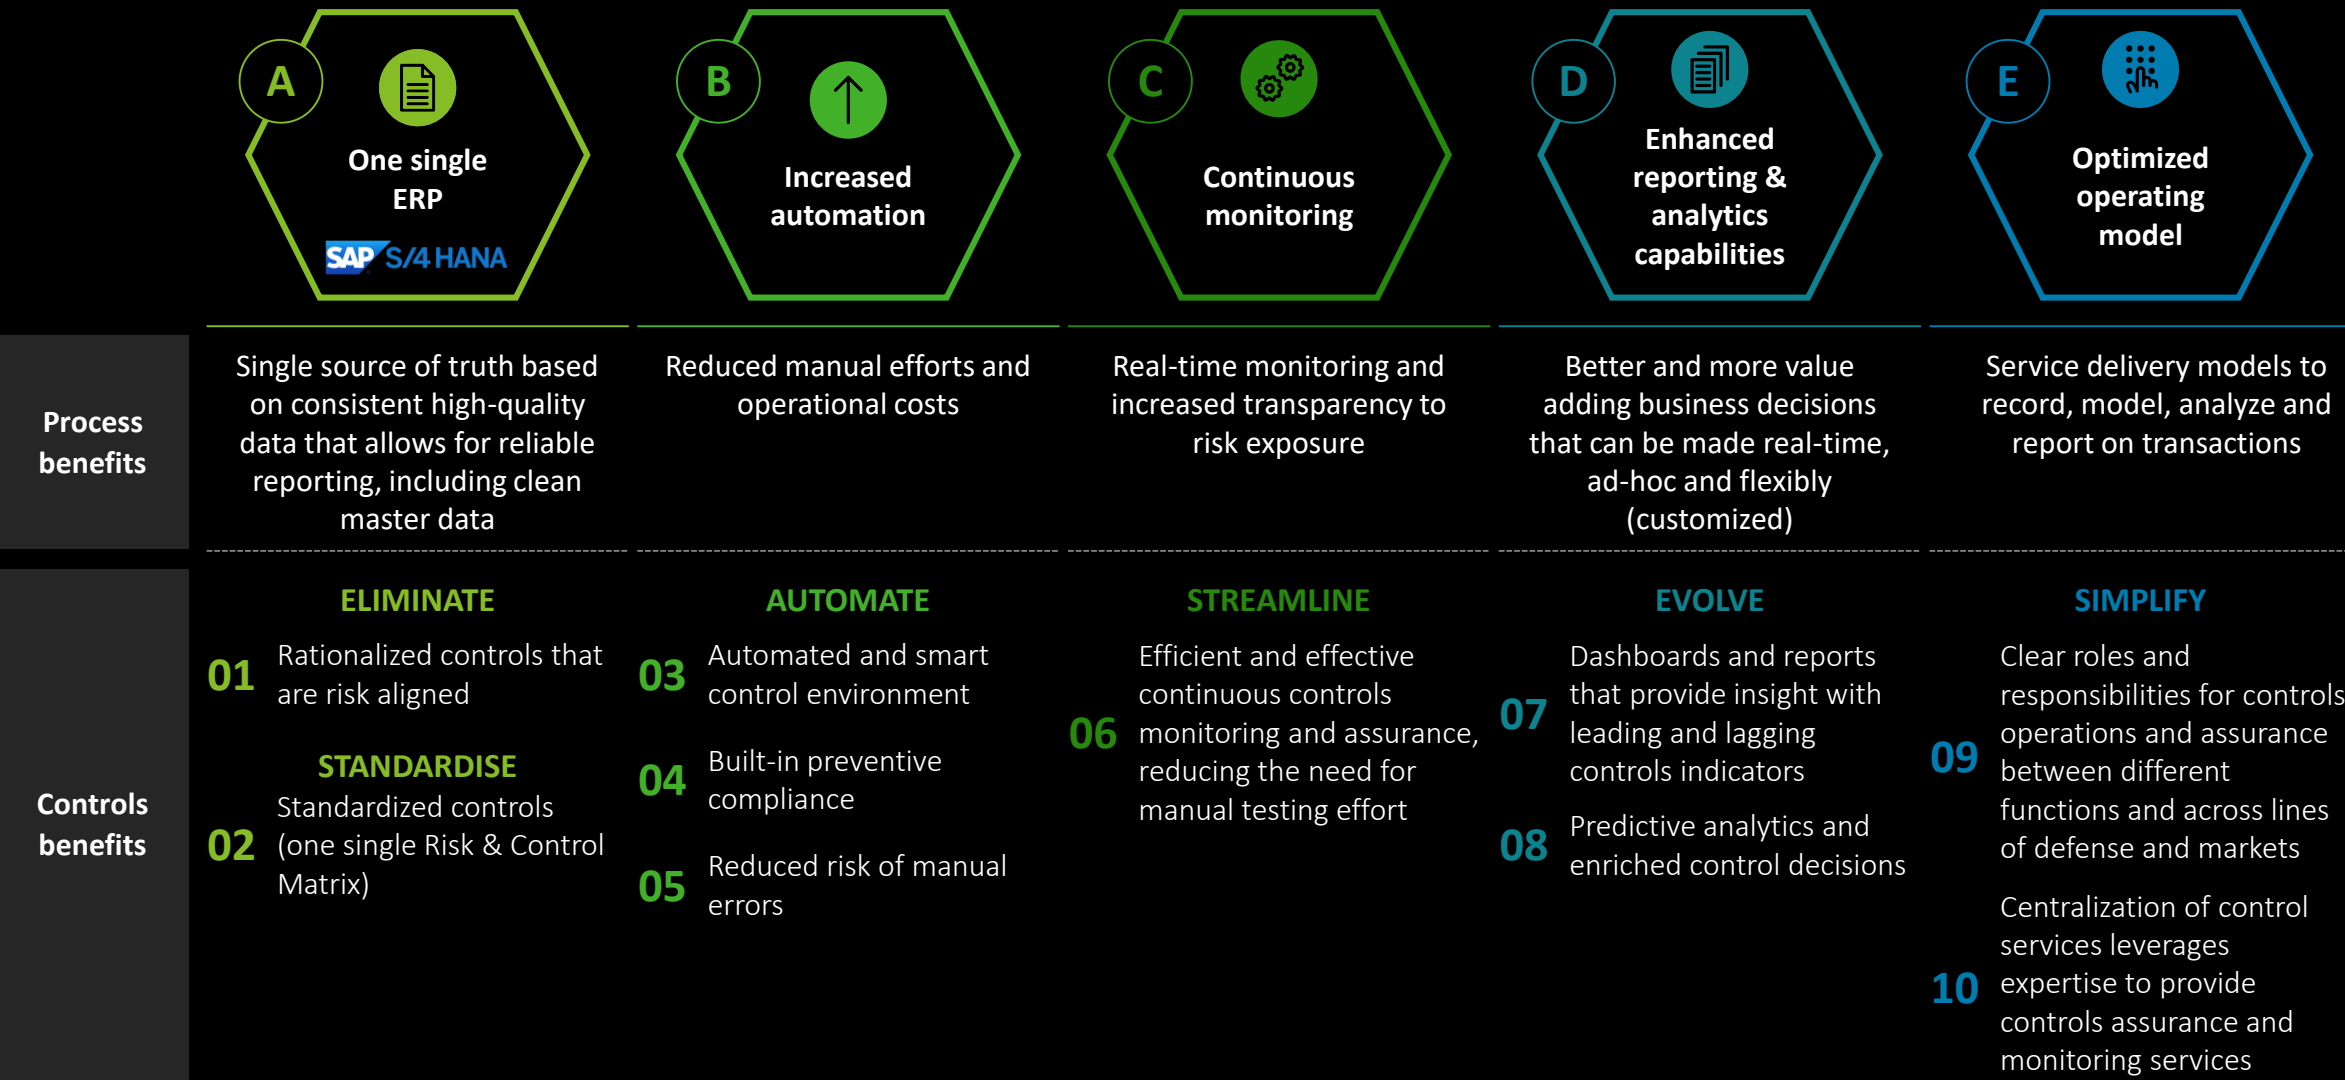 A
One single
ERP
SAP S/4 HANA
B
Increased
automation
C
Continuous
monitoring
D
Enhanced
reporting &
analytics
capabilities
E
Optimized
operating
model
Process
benefits
Single source of truth based
on consistent high-quality
data that allows for reliable
reporting, including clean
master data
Reduced manual efforts and
operational costs
Real-time monitoring and
increased transparency to
risk exposure
Better and more value
adding business decisions
that can be made real-time,
ad-hoc and flexibly
(customized)
Service delivery models to
record, model, analyze and
report on transactions
Controls
benefits
ELIMINATE
01
Rationalized controls that
are risk aligned
STANDARDISE
02
Standardized controls
(one single Risk & Control
Matrix)
AUTOMATE
03
Automated and smart
control environment
04
Built-in preventive
compliance
05
Reduced risk of manual
errors
STREAMLINE
06
Efficient and effective
continuous controls
monitoring and assurance,
reducing the need for
manual testing effort
EVOLVE
07
Dashboards and reports
that provide insight with
leading and lagging
controls indicators
08
Predictive analytics and
enriched control decisions
SIMPLIFY
09
Clear roles and
responsibilities for controls
operations and assurance
between different
functions and across lines
of defense and markets
10
Centralization of control
services leverages
expertise to provide
controls assurance and
monitoring services